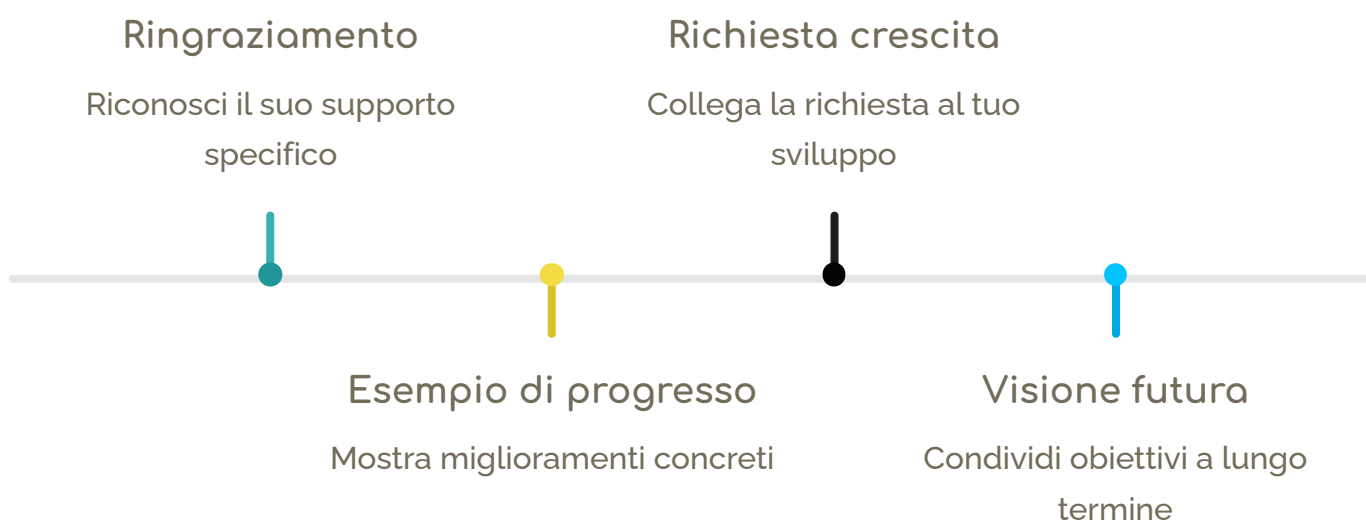 Ringraziamento
Riconosci il suo supporto
specifico
Esempio di progresso
Mostra miglioramenti concreti
Richiesta crescita
Collega la richiesta al tuo
sviluppo
Visione futura
Condividi obiettivi a lungo
termine